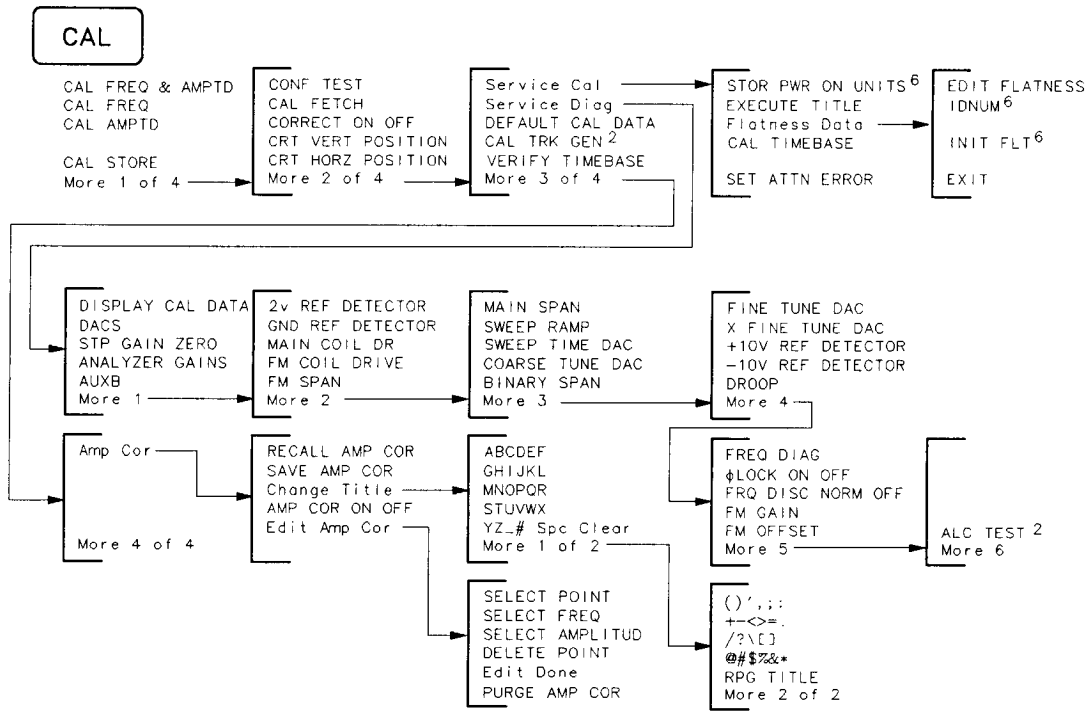 CAL
CAL FREQ & AMPTD
CAL FREQ
CAL AMPTD
CAL STORE
More 1 of 4
CONF TEST
CAL FETCH
CORRECT ON OFF
CRT VERT POSITION
CRT HORZ POSITION
More 2 of 4
Service Cal
Service Diag
DEFAULT CAL DATA
CAL TRK GEN 2
VERIFY TIMEBASE
More 3 of 4
STOR PWR ON UNITS 6
EXECUTE TITLE
Flatness Data
CAL TIMEBASE
SET ATTN ERROR
EDIT FLATNESS
IDNUM 6
INIT FLT 6
EXIT
DISPLAY CAL DATA
DACS
STP GAIN ZERO
ANALYZER GAINS
AUXB
More 1
2v REF DETECTOR
GND REF DETECTOR
MAIN COIL DR
FM COIL DRIVE
FM SPAN
More 2
MAIN SPAN
SWEEP RAMP
SWEEP TIME DAC
COARSE TUNE DAC
BINARY SPAN
More 3
FINE TUNE DAC
X FINE TUNE DAC
+10V REF DETECTOR
-10V REF DETECTOR
DROOP
More 4
Amp Cor
More 4 of 4
RECALL AMP COR
SAVE AMP COR
Change Title
AMP COR ON OFF
Edit Amp Cor
ABCDEF
GHIJKL
MNOPQR
STUVWX
YZ_# Spc Clear
More 1 of 2
FREQ DIAG
ϕLOCK ON OFF
FRQ DISC NORM OFF
FM GAIN
FM OFFSET
More 5
ALC TEST 2
More 6
SELECT POINT
SELECT FREQ
SELECT AMPLITUD
DELETE POINT
Edit Done
PURGE AMP COR
()',;:
+-<>=.
/?\[]
@#$%&*
RPG TITLE
More 2 of 2